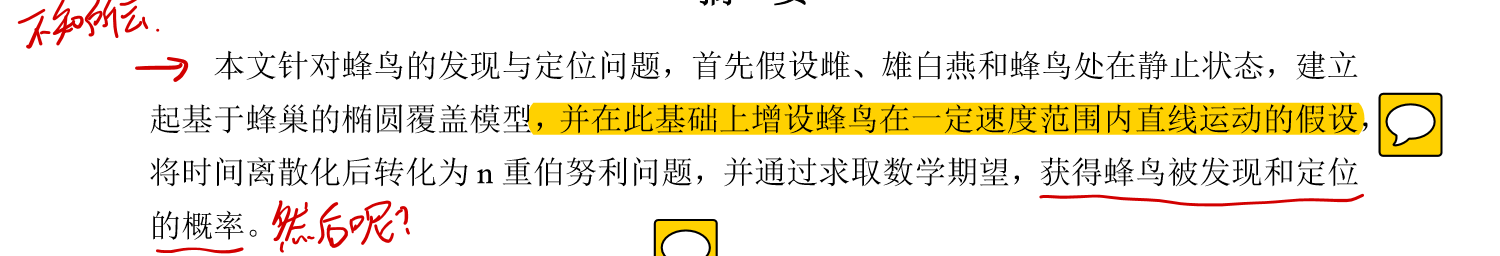 摘 要
不知所云.
本文针对蜂鸟的发现与定位问题，首先假设雌、雄白燕和蜂鸟处在静止状态，建立
起基于蜂巢的椭圆覆盖模型，并在此基础上增设蜂鸟在一定速度范围内直线运动的假设，
将时间离散化后转化为 n 重伯努利问题，并通过求取数学期望，获得蜂鸟被发现和定位
的概率。然后呢？